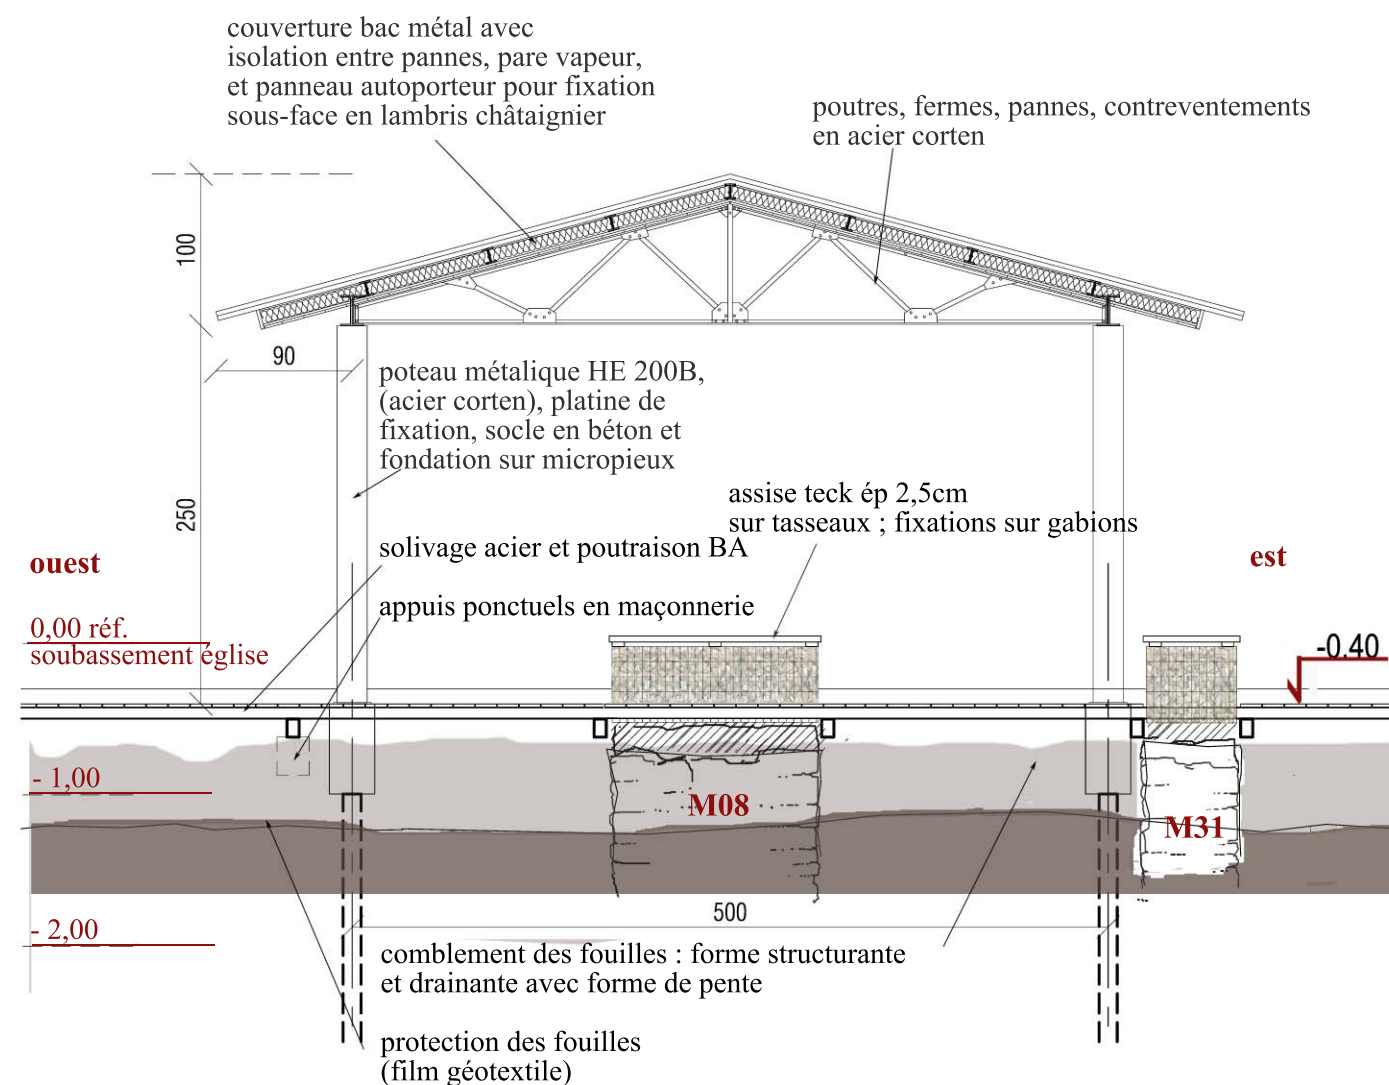 couverture bac métal avec
isolation entre pannes, pare vapeur,
et panneau autoporteur pour fixation
sous-face en lambris châtaignier
poutres, fermes, pannes, contreventements
en acier corten
100
90
poteau métalique HE 200B,
(acier corten), platine de
fixation, socle en béton et
fondation sur micropieux
250
assise teck ép 2,5cm
sur tasseaux ; fixations sur gabions
solivage acier et poutraison BA
ouest
est
appuis ponctuels en maçonnerie
0,00 réf.
soubassement église
-0.40
- 1,00
M08
M31
500
- 2,00
comblement des fouilles : forme structurante
et drainante avec forme de pente
protection des fouilles
(film géotextile)